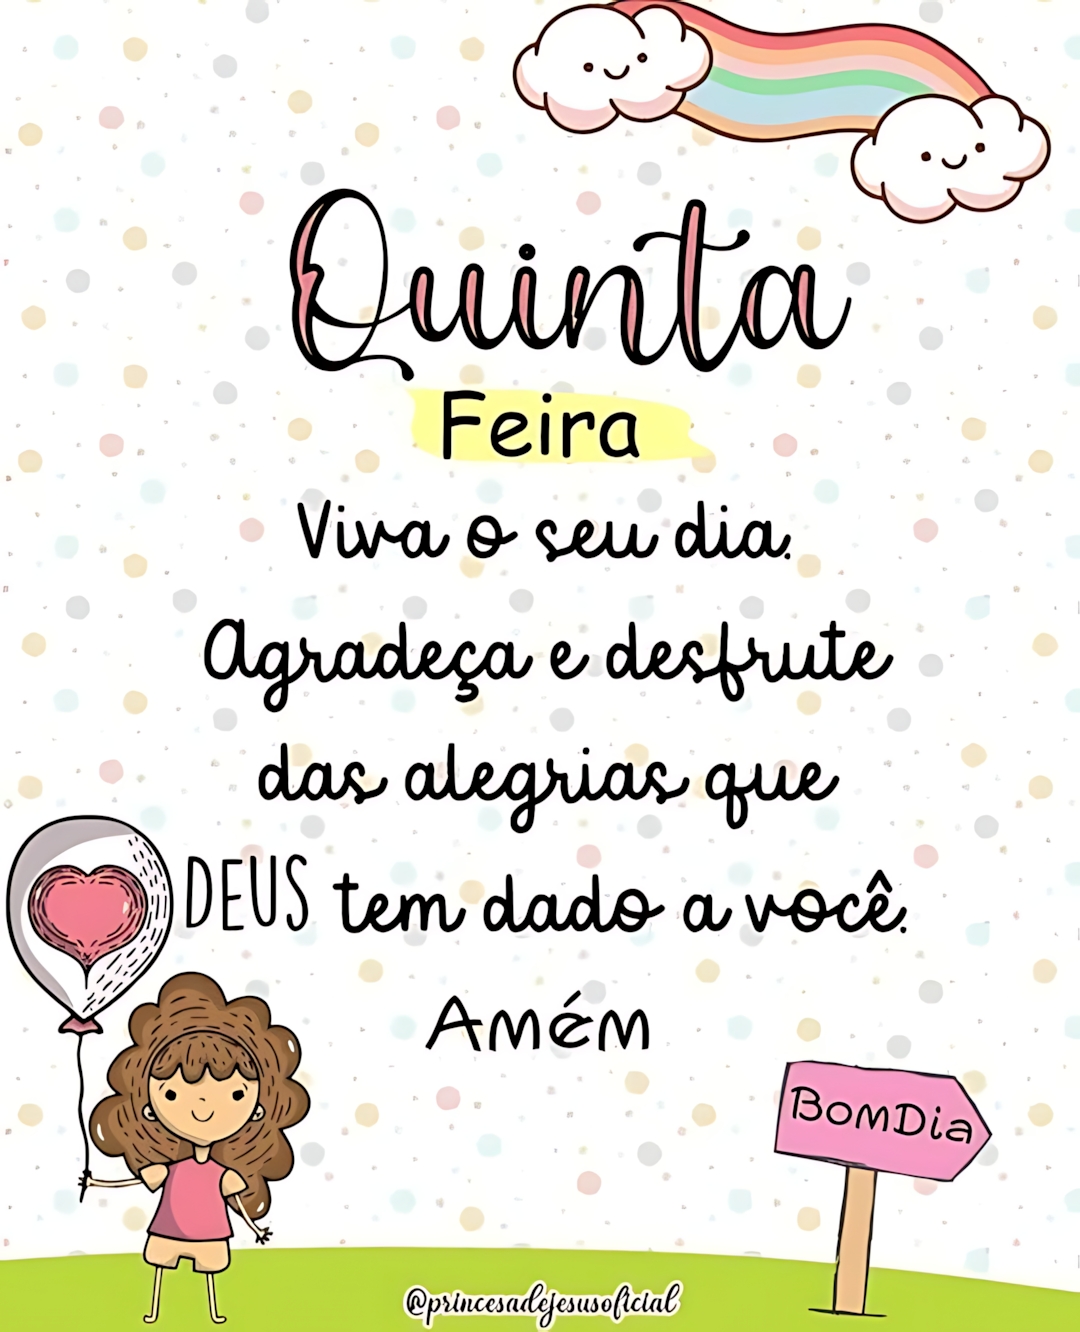 Quinta
Feira
Viva o seu dia.
Agradeça e desfrute
das alegrias que
DEUS tem dado a você.
Amém
BomDia
@princesadejesusoficial